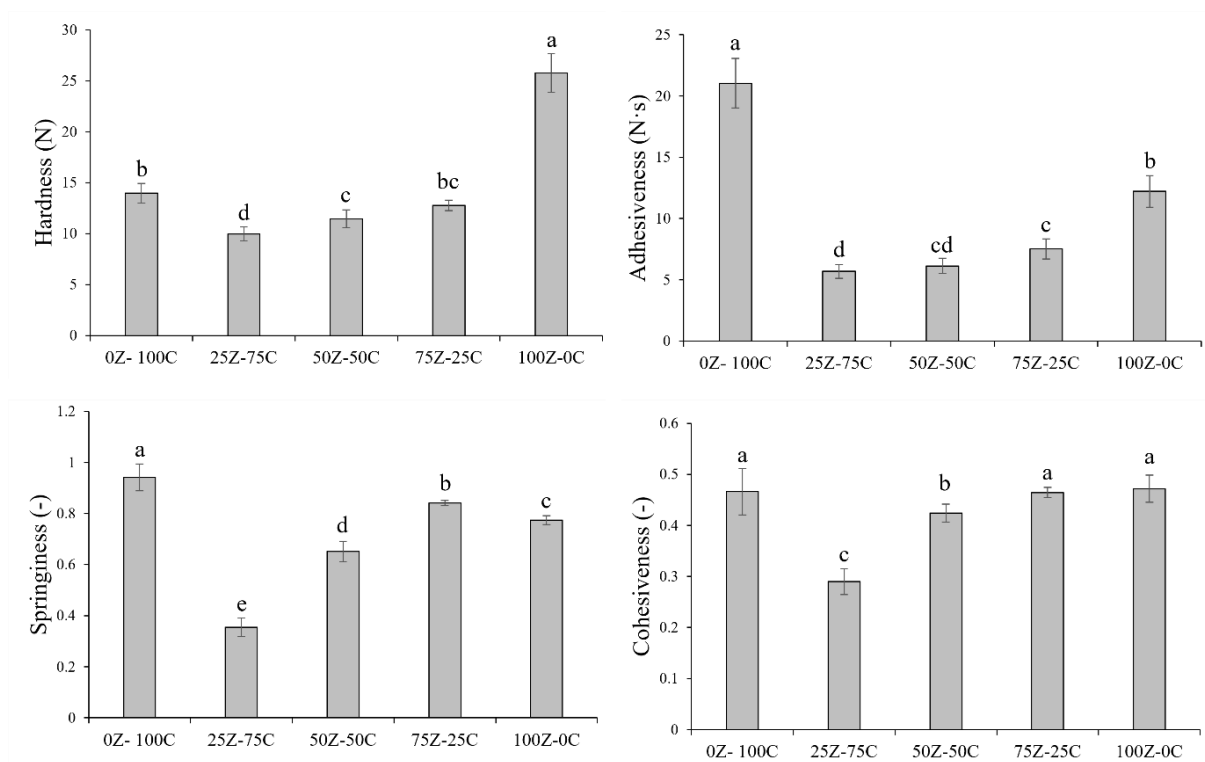 Hardness (N)
30
25
20
15
10
5
0
b
d
c
bc
a
0Z- 100C
25Z-75C
50Z-50C
75Z-25C
100Z-0C
Adhesiveness (N·s)
25
20
15
10
5
0
a
d
cd
c
b
0Z- 100C
25Z-75C
50Z-50C
75Z-25C
100Z-0C
Springiness (-)
1.2
1
0.8
0.6
0.4
0.2
0
a
e
d
b
c
0Z- 100C
25Z-75C
50Z-50C
75Z-25C
100Z-0C
Cohesiveness (-)
0.6
0.5
0.4
0.3
0.2
0.1
0
a
c
b
a
a
0Z- 100C
25Z-75C
50Z-50C
75Z-25C
100Z-0C